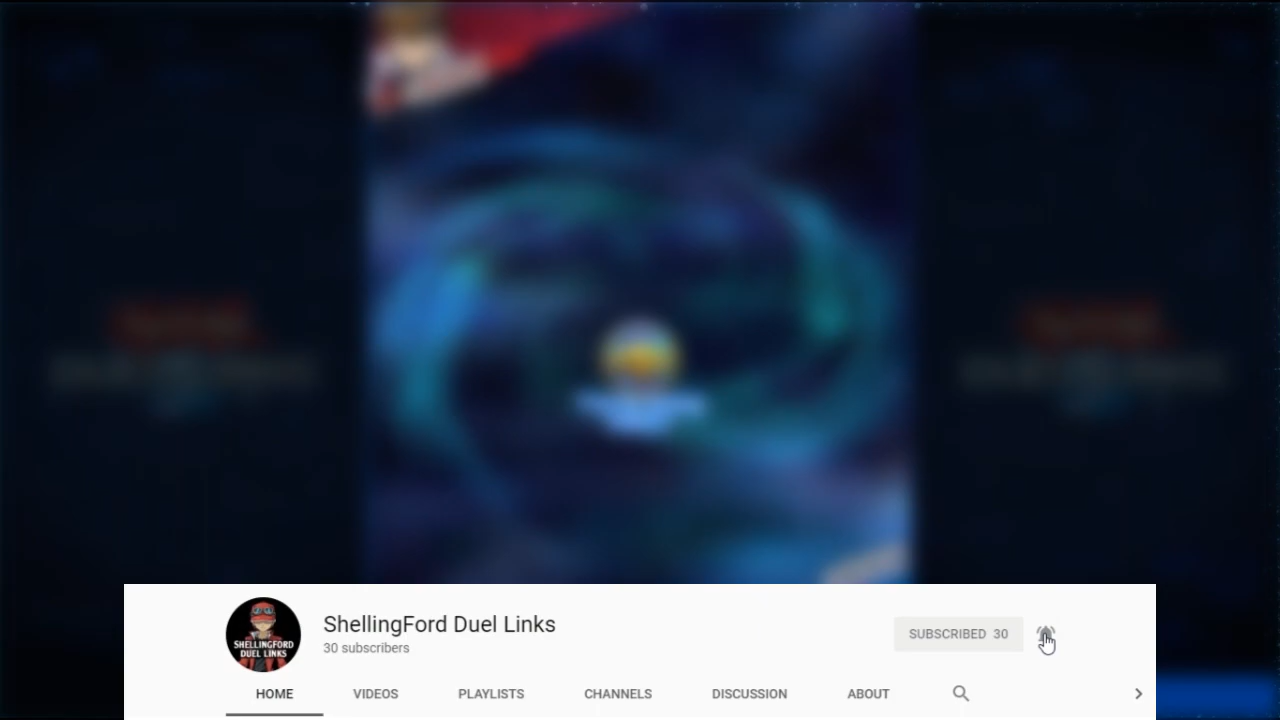 ShellingFord Duel Links
30 subscribers
SUBSCRIBED 30
SHELLINGFORD
DUEL LINKS
HOME VIDEOS PLAYLISTS CHANNELS DISCUSSION ABOUT